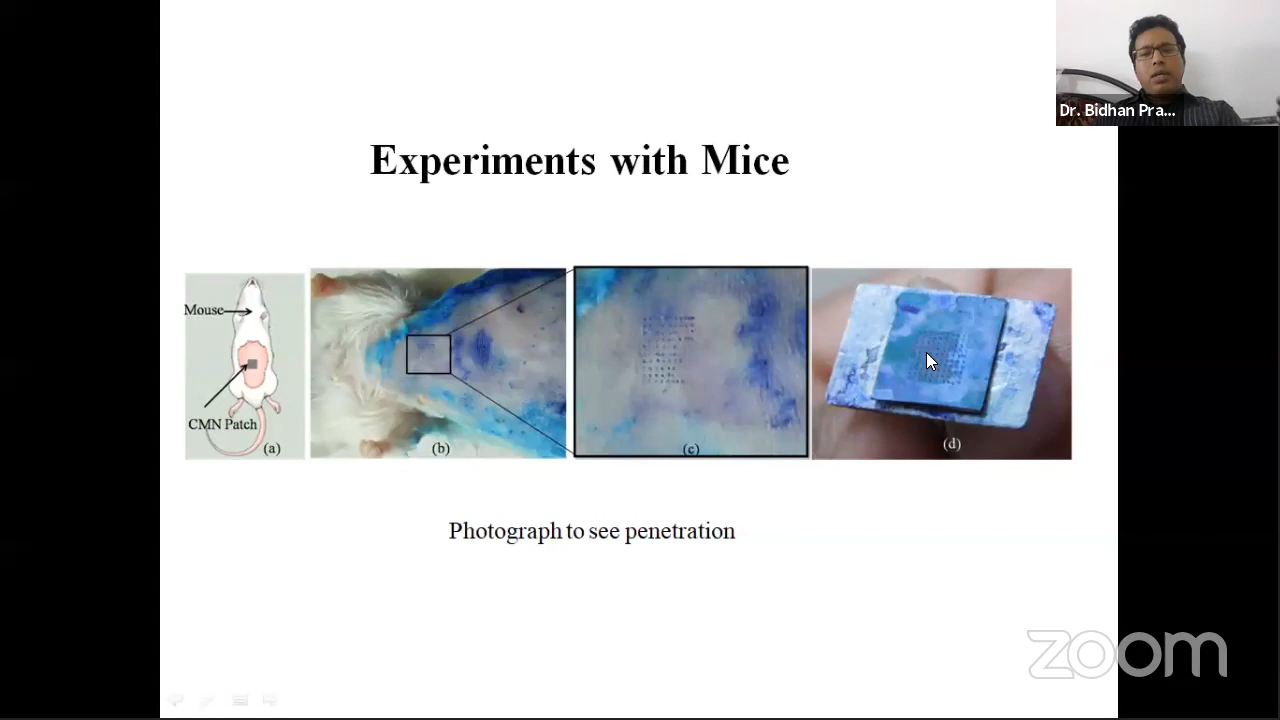 Dr. Bidhan Pra...
Experiments with Mice
Mouse
CMN Patch
(a)
(b)
(c)
(d)
Photograph to see penetration
zoom